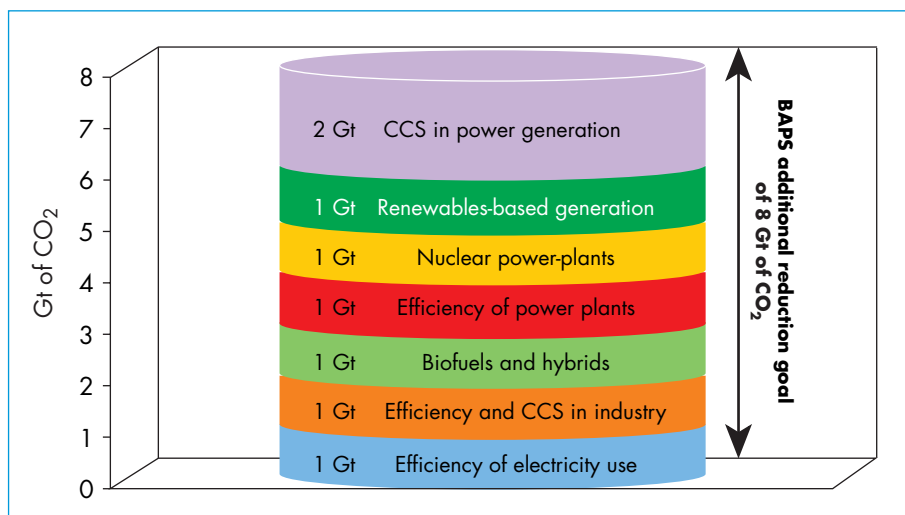 8
7
6
5
4
3
2
1
0
Gt of CO₂
2 Gt CCS in power generation
1 Gt Renewables-based generation
1 Gt Nuclear power-plants
1 Gt Efficiency of power plants
1 Gt Biofuels and hybrids
1 Gt Efficiency and CCS in industry
1 Gt Efficiency of electricity use
BAPS additional reduction goal
of 8 Gt of CO₂